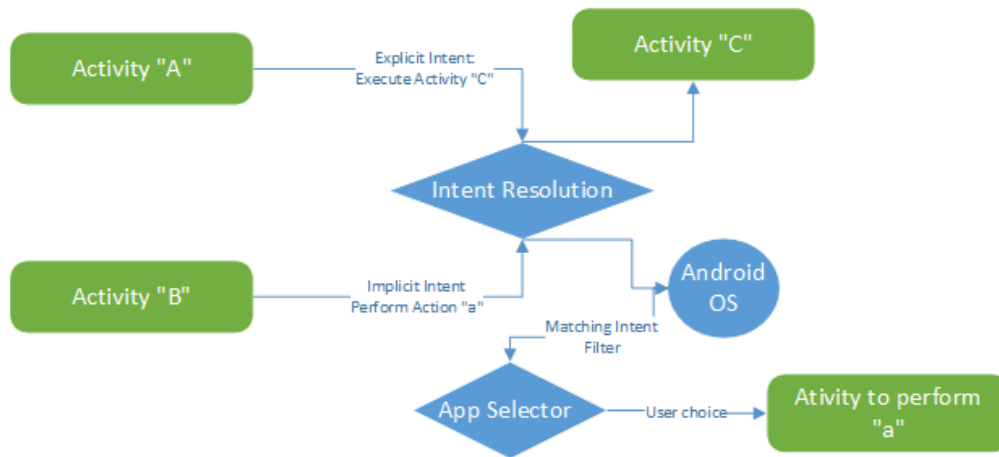 Activity "A"
Explicit Intent:
Execute Activity "C"
Activity "C"
Intent Resolution
Activity "B"
Implicit Intent
Perform Action "a"
Android
OS
Matching Intent
Filter
App Selector
User choice
Ativity to perform
"a"